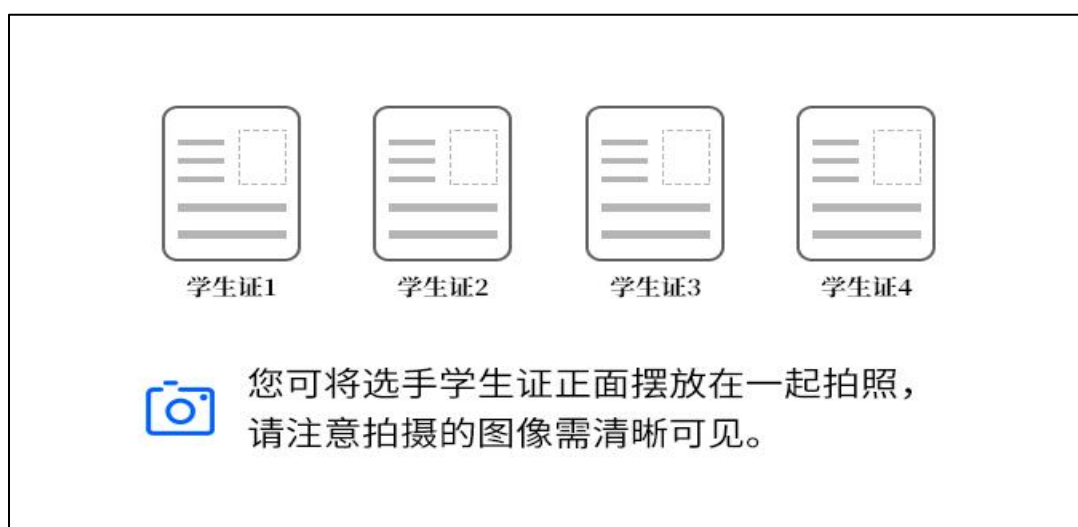 学生证1 学生证2 学生证3 学生证4
您可将选手学生证正面摆放在一起拍照，
请注意拍摄的图像需清晰可见。